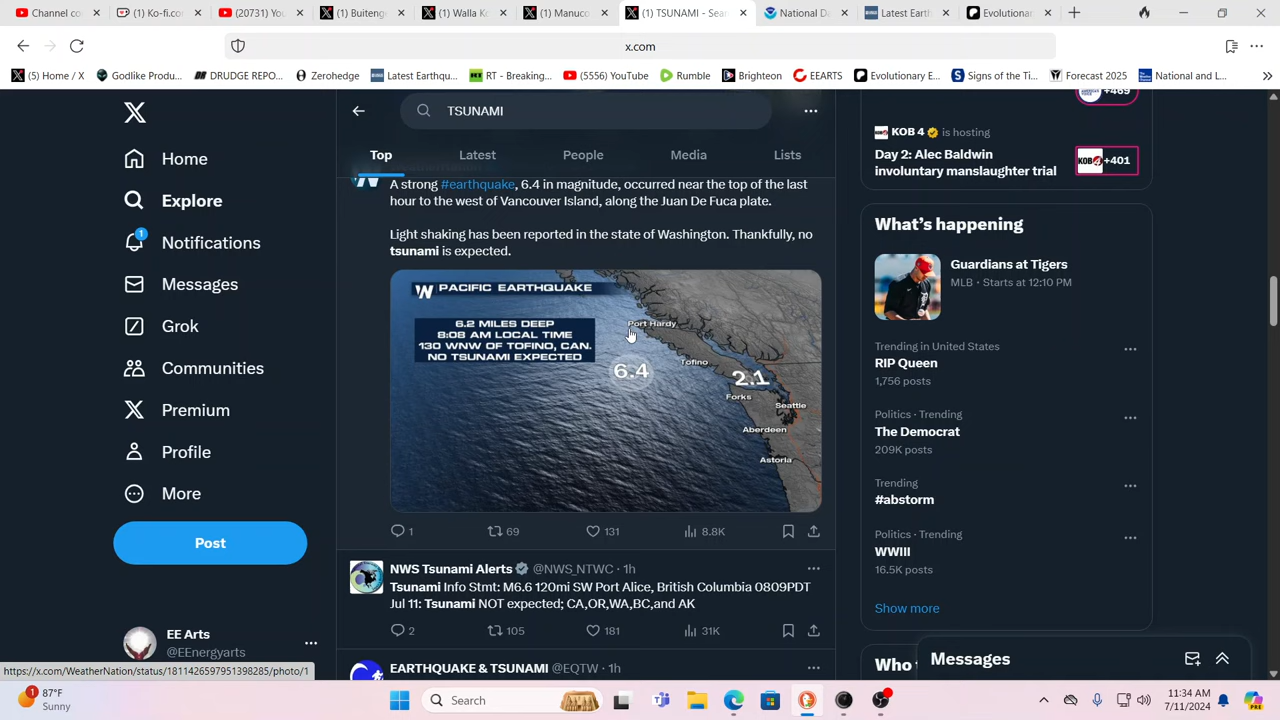 Channel con
(1) Ko-fi.com
(20731) You
(1) Buiteng
(1) Walla K
(1) Manuco
(1) TSUNAMI - Sear
National Da
Latest Earth
Evolutionar
x.com
(5) Home / X
Godlike Produ...
DRUDGE REPO...
Zerohedge
Latest Earthqu...
RT - Breaking...
(5556) YouTube
Rumble
Brighteon
EEARTS
Evolutionary E...
Signs of the Ti...
Forecast 2025
National and L...
Home
Explore
1
Notifications
Messages
Grok
Communities
Premium
Profile
More
Post
EE Arts
@EEnergyarts
TSUNAMI
Top
Latest
People
Media
Lists
A strong #earthquake, 6.4 in magnitude, occurred near the top of the last
hour to the west of Vancouver Island, along the Juan De Fuca plate.
Light shaking has been reported in the state of Washington. Thankfully, no
tsunami is expected.
W PACIFIC EARTHQUAKE
6.2 MILES DEEP
8:08 AM LOCAL TIME
130 WNW OF TOFINO, CAN.
NO TSUNAMI EXPECTED
Port Hardy
6.4
Tofino
2.1
Forks
Seattle
Aberdeen
Astoria
1
69
131
8.8K
NWS Tsunami Alerts @NWS_NTWC · 1h
Tsunami Info Stmt: M6.6 120mi SW Port Alice, British Columbia 0809PDT
Jul 11: Tsunami NOT expected; CA,OR,WA,BC,and AK
2
105
181
31K
EARTHQUAKE & TSUNAMI @EQTW · 1h
+469
KOB 4 is hosting
Day 2: Alec Baldwin
involuntary manslaughter trial
KOB4 +401
What's happening
Guardians at Tigers
MLB · Starts at 12:10 PM
Trending in United States
RIP Queen
1,756 posts
Politics · Trending
The Democrat
209K posts
Trending
#abstorm
Politics · Trending
WWIII
16.5K posts
Show more
Messages
https://x.com/WeatherNation/status/1811426597951398285/photo/1
1
87°F
Sunny
Search
11:34 AM
7/11/2024